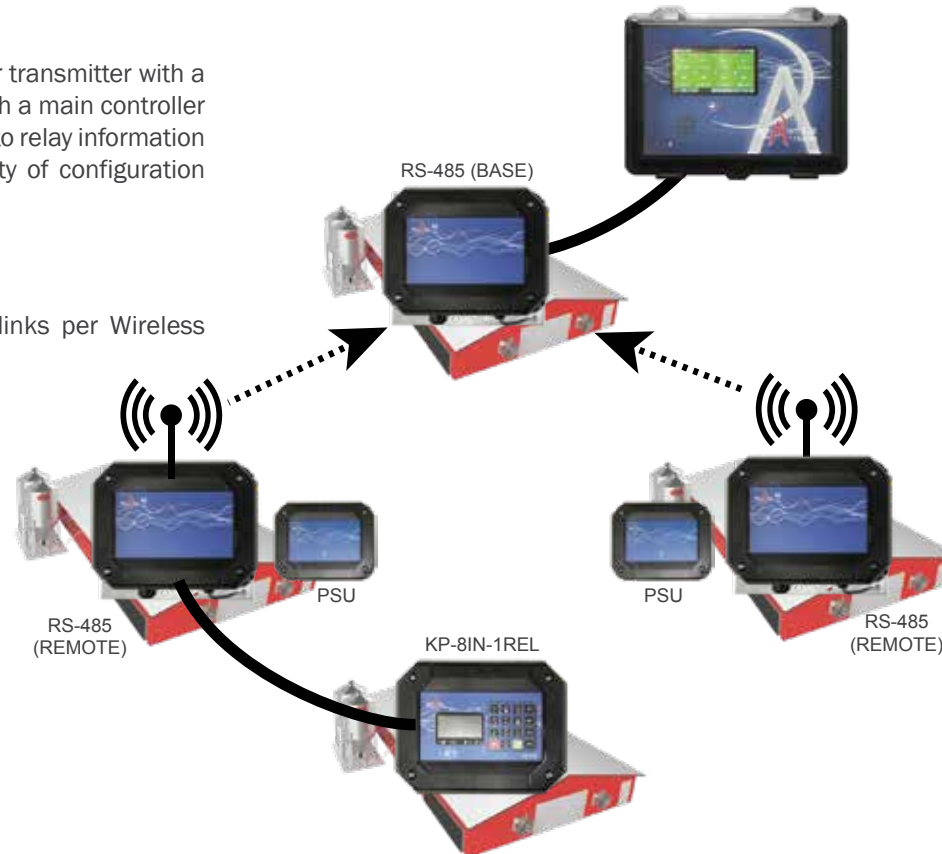 r transmitter with a
h a main controller
to relay information
ty of configuration
RS-485 (BASE)
links per Wireless
PSU
PSU
RS-485
(REMOTE)
RS-485
(REMOTE)
KP-8IN-1REL